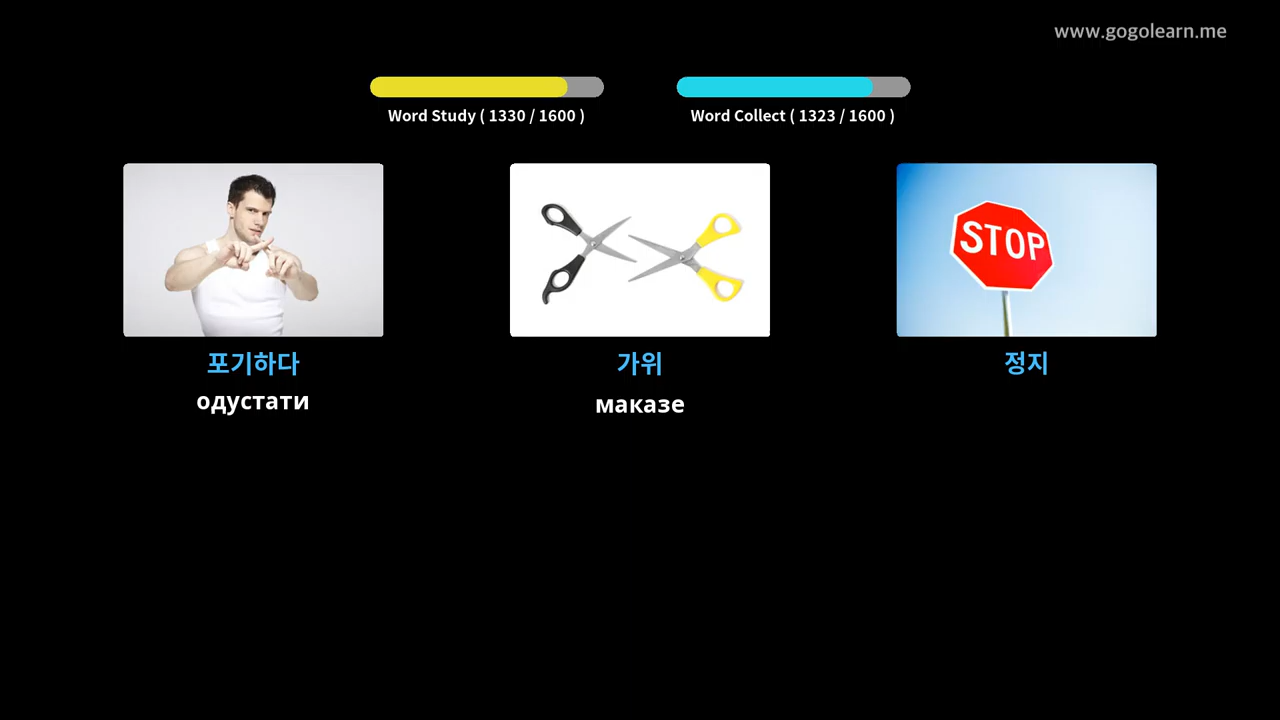 www.gogolearn.me
Word Study ( 1330 / 1600 )
Word Collect ( 1323 / 1600 )
STOP
포기하다
가위
정지
одустати
маказе